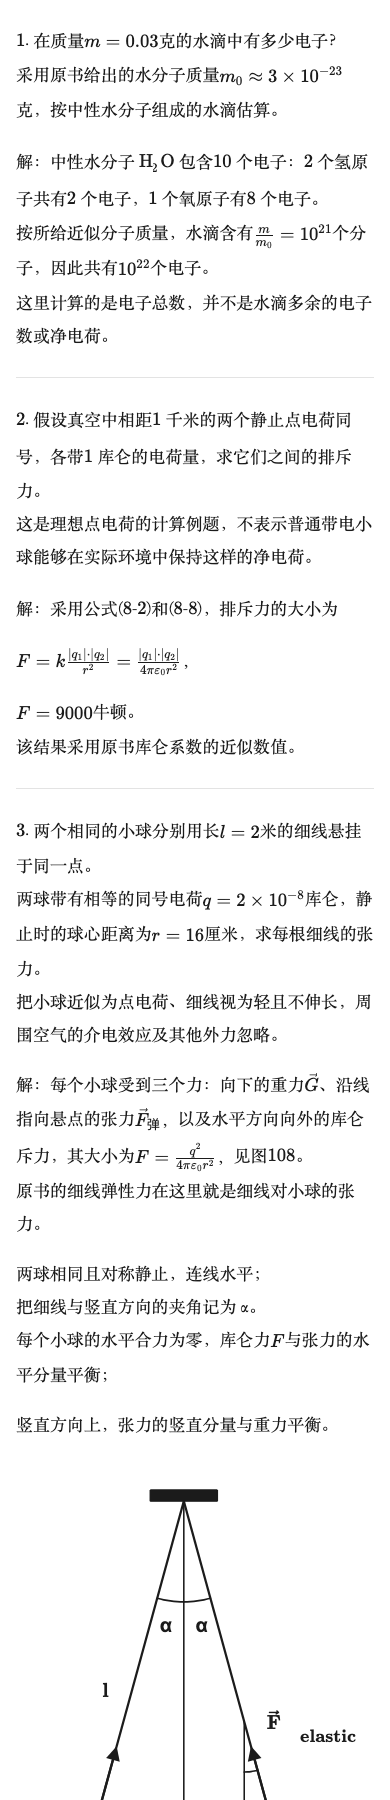 1. 在质量m = 0.03克的水滴中有多少电子?
采用原书给出的水分子质量m₀ ≈ 3 × 10⁻²³
克，按中性水分子组成的水滴估算。
解：中性水分子 H₂O 包含10 个电子：2 个氢原
子共有2 个电子，1 个氧原子有8 个电子。
按所给近似分子质量，水滴含有m/m₀ = 10²¹个分
子，因此共有10²²个电子。
这里计算的是电子总数，并不是水滴多余的电子
数或净电荷。
2. 假设真空中相距1 千米的两个静止点电荷同
号，各带1 库仑的电荷量，求它们之间的排斥
力。
这是理想点电荷的计算例题，不表示普通带电小
球能够在实际环境中保持这样的净电荷。
解：采用公式(8-2)和(8-8)，排斥力的大小为
F = k|q₁|·|q₂|/r² = |q₁|·|q₂|/4πε₀r²，
F = 9000牛顿。
该结果采用原书库仑系数的近似数值。
3. 两个相同的小球分别用长l = 2米的细线悬挂
于同一点。
两球带有相等的同号电荷q = 2 × 10⁻⁸库仑，静
止时的球心距离为r = 16厘米，求每根细线的张
力。
把小球近似为点电荷、细线视为轻且不伸长，周
围空气的介电效应及其他外力忽略。
解：每个小球受到三个力：向下的重力G⃗、沿线
指向悬点的张力F⃗弹，以及水平方向向外的库仑
斥力，其大小为F = q²/4πε₀r²，见图108。
原书的细线弹性力在这里就是细线对小球的张
力。
两球相同且对称静止，连线水平；
把细线与竖直方向的夹角记为 α。
每个小球的水平合力为零，库仑力F与张力的水
平分量平衡；
竖直方向上，张力的竖直分量与重力平衡。
α α
l
F⃗ elastic